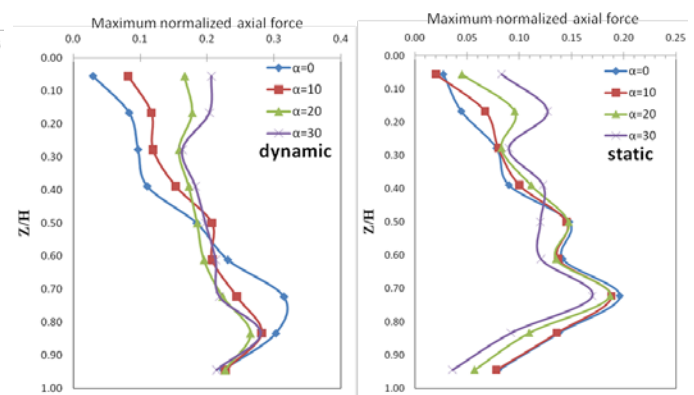 Maximum normalized axial force
0.0 0.1 0.2 0.3 0.4
0.00
0.10
0.20
0.30
0.40
0.50
0.60
0.70
0.80
0.90
1.00
Z/H
α=0
α=10
α=20
α=30
dynamic
Maximum normalized axial force
0.00 0.05 0.10 0.15 0.20 0.25
0.00
0.10
0.20
0.30
0.40
0.50
0.60
0.70
0.80
0.90
1.00
Z/H
α=0
α=10
α=20
α=30
static